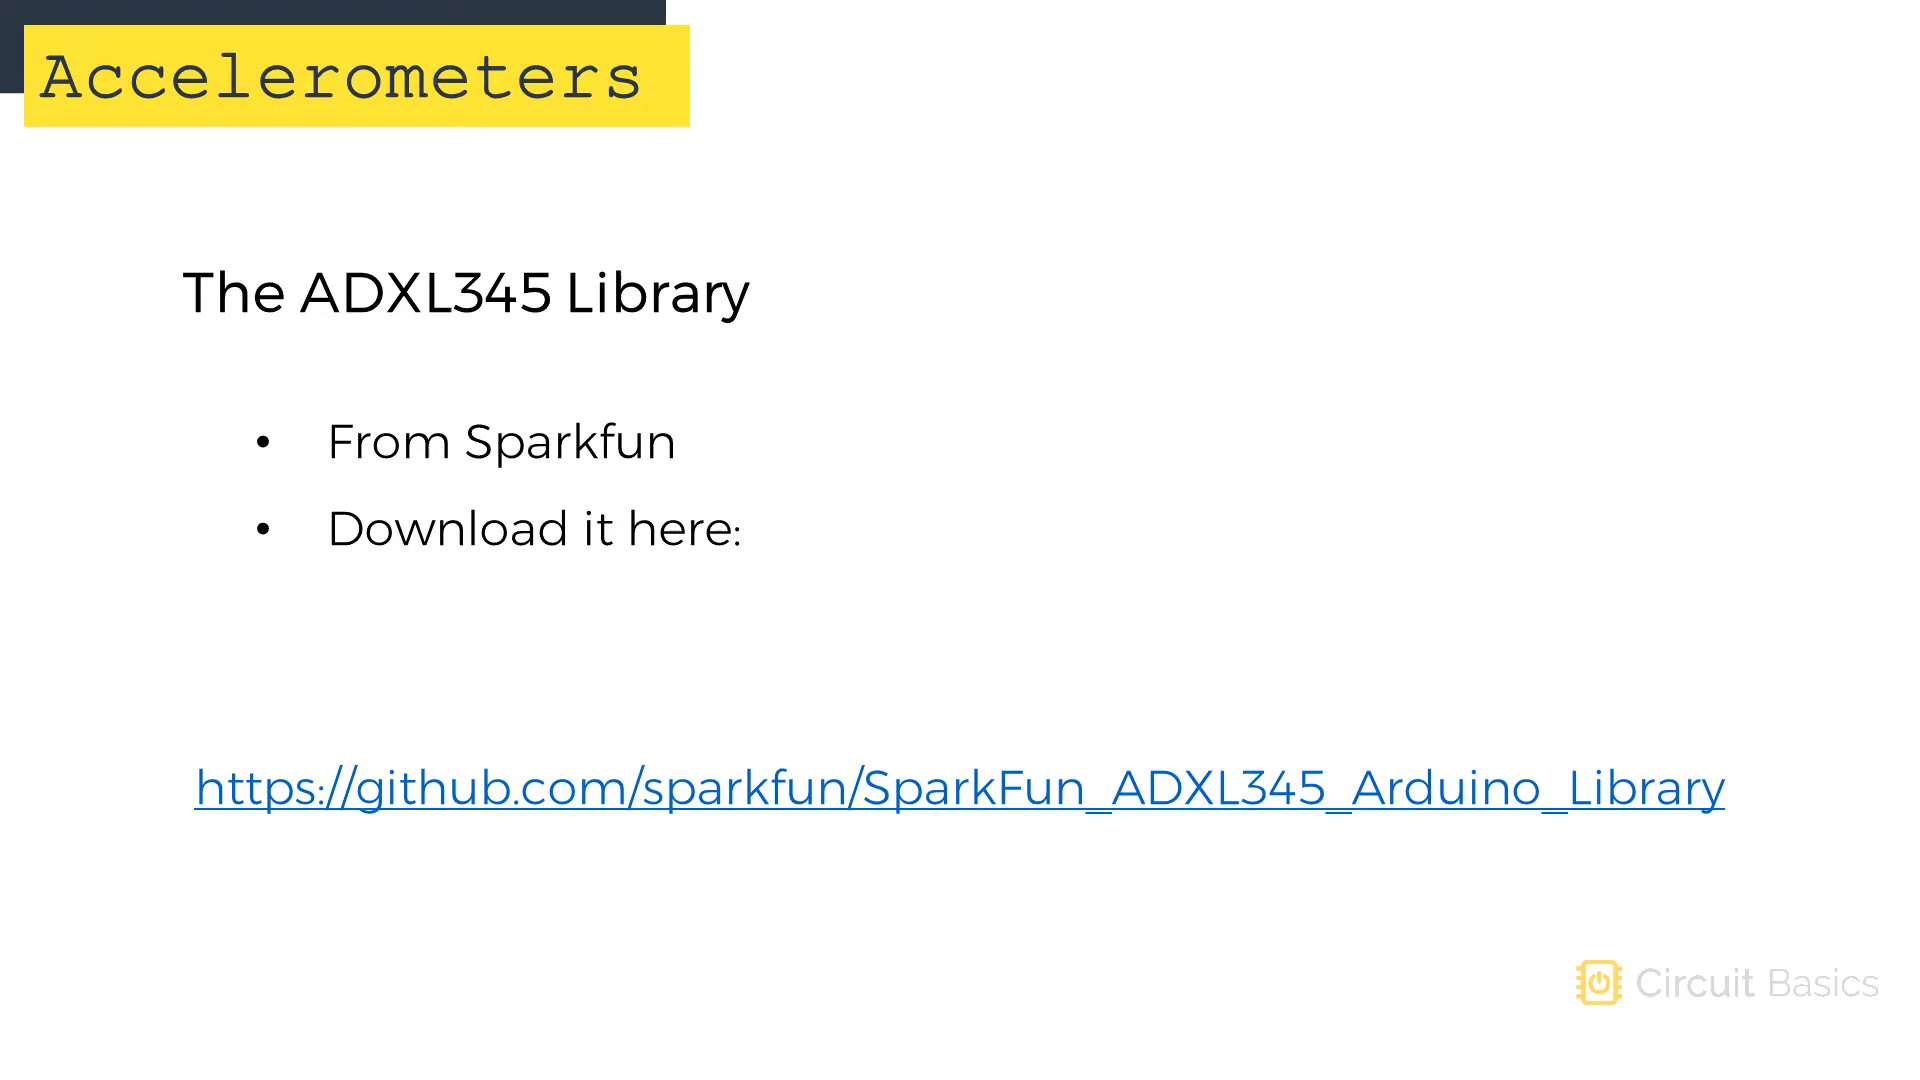 Accelerometers
The ADXL345 Library
• From Sparkfun
• Download it here:
https://github.com/sparkfun/SparkFun_ADXL345_Arduino_Library
Circuit Basics